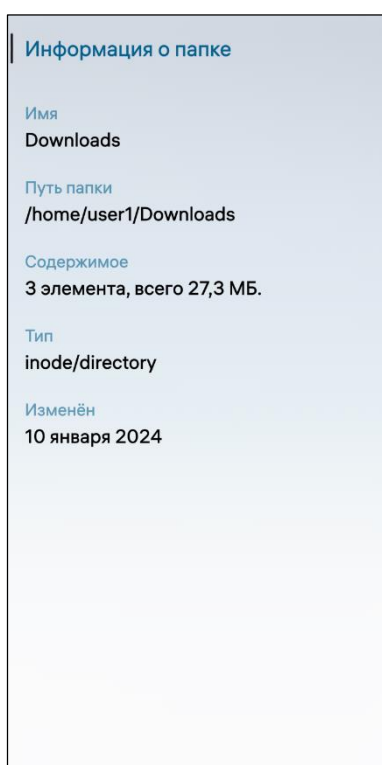 Информация о папке
Имя
Downloads
Путь папки
/home/user1/Downloads
Содержимое
3 элемента, всего 27,3 МБ.
Тип
inode/directory
Изменён
10 января 2024